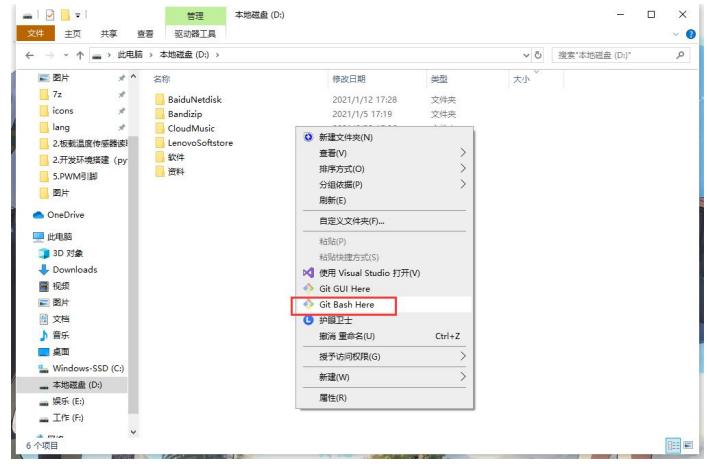 管理
本地磁盘 (D:)
文件
主页
共享
查看
驱动器工具
此电脑 › 本地磁盘 (D:)
搜索"本地磁盘 (D:)"
图片
7z
icons
lang
2.板载温度传感器读
2.开发环境搭建（py
5.PWM引脚
图片
OneDrive
此电脑
3D 对象
Downloads
视频
图片
文档
音乐
桌面
Windows-SSD (C:)
本地磁盘 (D:)
娱乐 (E:)
工作 (F:)
名称
修改日期
类型
大小
BaiduNetdisk
2021/1/12 17:28
文件夹
Bandizip
2021/1/5 17:19
文件夹
CloudMusic
LenovoSoftstore
软件
资料
新建文件夹(N)
查看(V)
排序方式(O)
分组依据(P)
刷新(E)
自定义文件夹(F)...
粘贴(P)
粘贴快捷方式(S)
使用 Visual Studio 打开(V)
Git GUI Here
Git Bash Here
护眼卫士
撤消 重命名(U)
Ctrl+Z
授予访问权限(G)
新建(W)
属性(R)
6 个项目